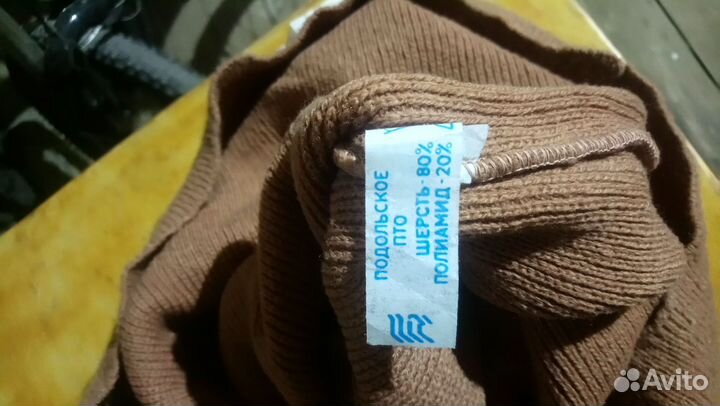 ПОДОЛЬСКОЕ
ПТО
ШЕРСТЬ-80%
ПОЛИАМИД-20%
Avito